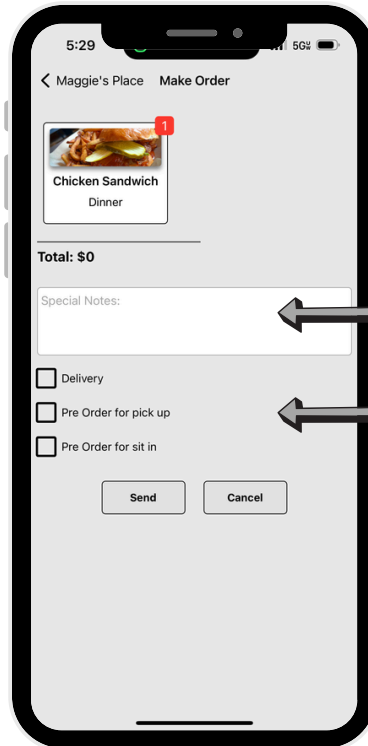 5:29 5G
Maggie's Place Make Order
1
Chicken Sandwich
Dinner
Total: $0
Special Notes:
Delivery
Pre Order for pick up
Pre Order for sit in
Send Cancel